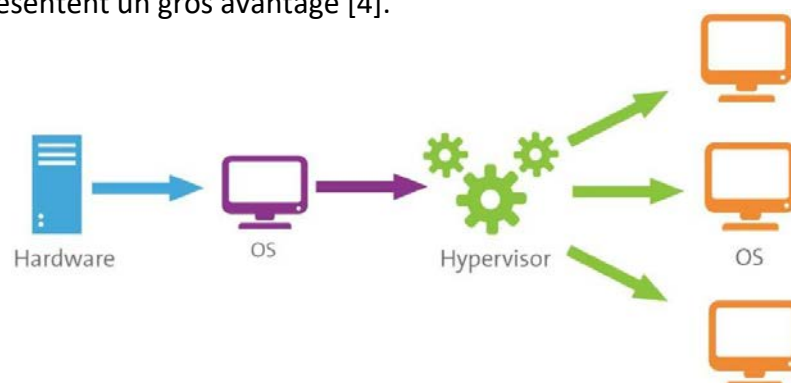 ésentent un gros avantage [4].
Hardware
OS
Hypervisor
OS